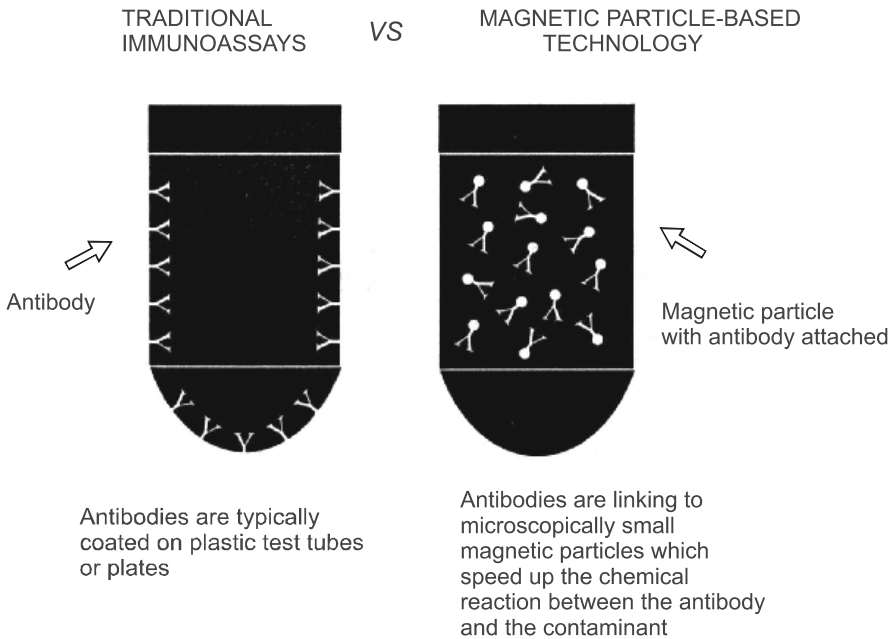 TRADITIONAL
IMMUNOASSAYS
VS
MAGNETIC PARTICLE-BASED
TECHNOLOGY
Antibody
Magnetic particle
with antibody attached
Antibodies are typically
coated on plastic test tubes
or plates
Antibodies are linking to
microscopically small
magnetic particles which
speed up the chemical
reaction between the antibody
and the contaminant